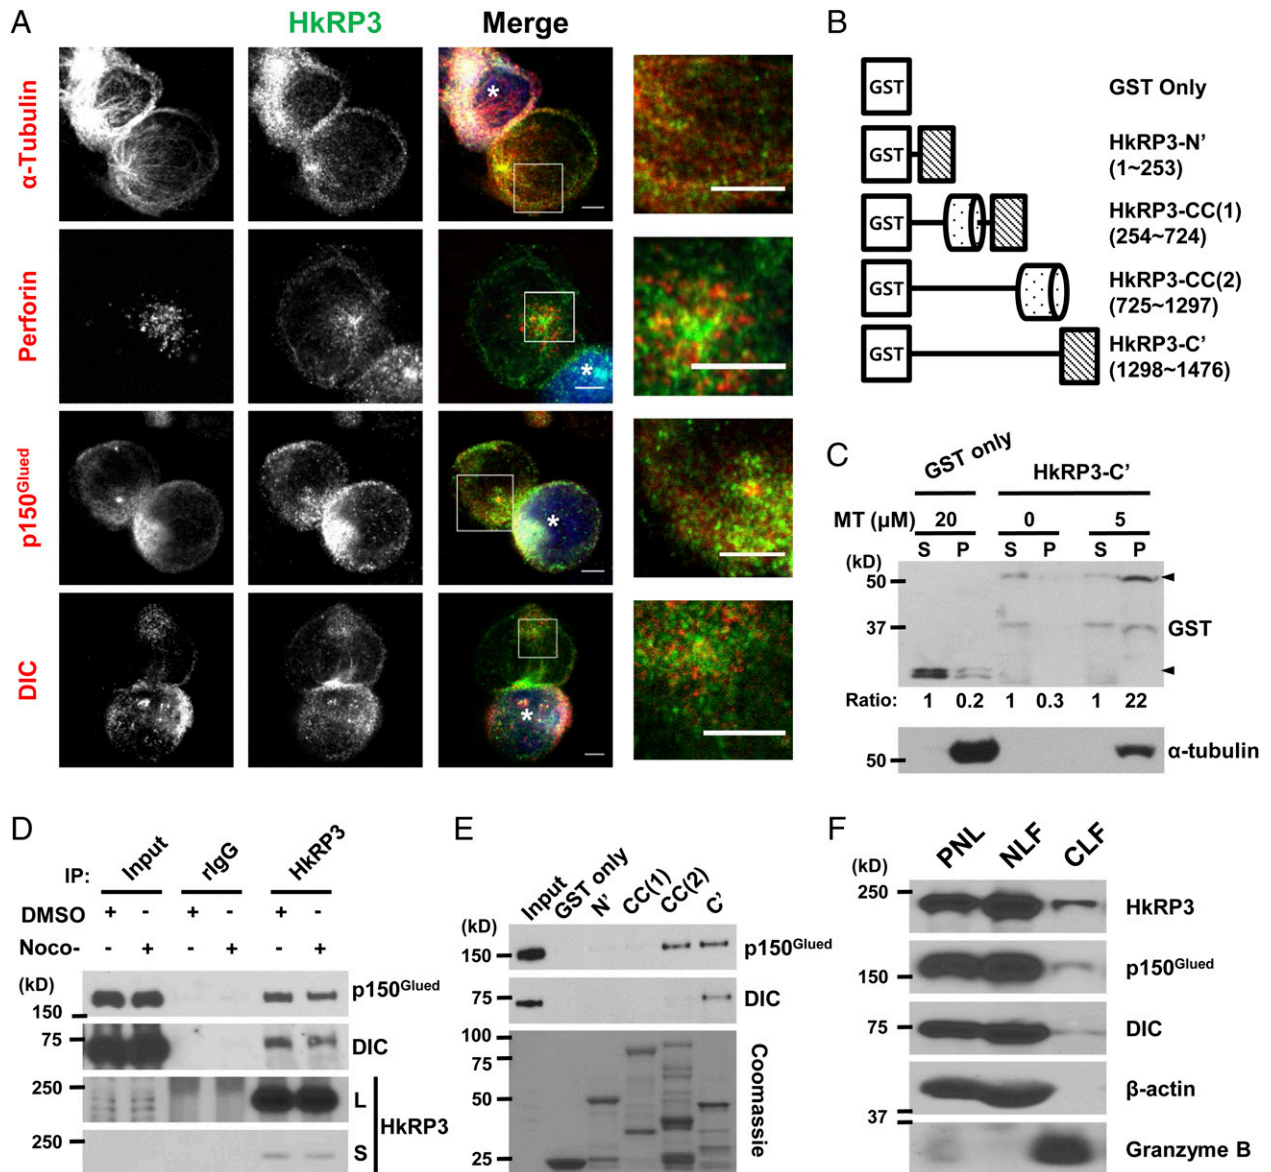 A
HkRP3
Merge
α-Tubulin
*
Perforin
*
p150Glued
*
DIC
*
B
GST
GST Only
GST
HkRP3-N'
(1~253)
GST
HkRP3-CC(1)
(254~724)
GST
HkRP3-CC(2)
(725~1297)
GST
HkRP3-C'
(1298~1476)
C
GST only
HkRP3-C'
MT (μM)
20
0
5
(kD)
S
P
S
P
S
P
50
37
GST
Ratio:
1
0.2
1
0.3
1
22
50
α-tubulin
D
IP:
Input
rIgG
HkRP3
DMSO
+
-
+
-
+
-
Noco-
-
+
-
+
-
+
(kD)
150
p150Glued
75
DIC
250
L
250
S
HkRP3
E
(kD)
Input
GST only
N'
CC(1)
CC(2)
C'
150
p150Glued
75
DIC
100
75
50
25
Coomassie
F
(kD)
PNL
NLF
CLF
250
HkRP3
150
p150Glued
75
DIC
β-actin
37
Granzyme B